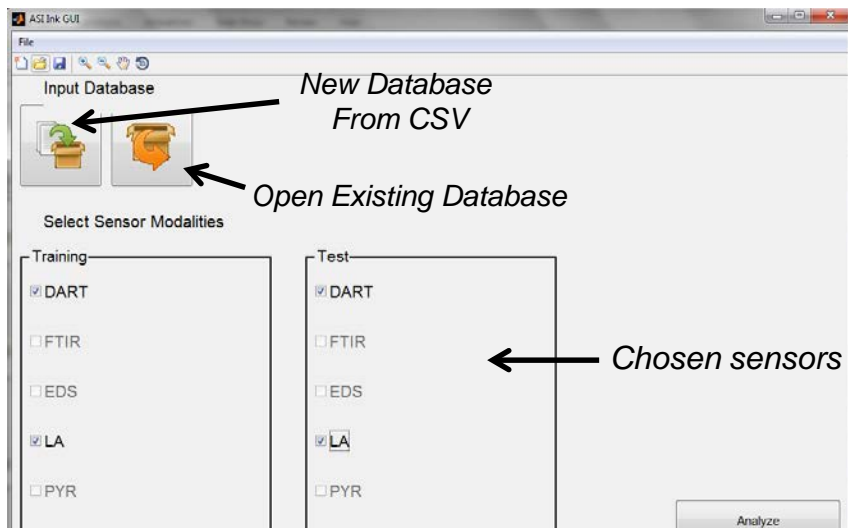 ASI Ink GUI
File
Input Database
New Database
From CSV
Open Existing Database
Select Sensor Modalities
Training
DART
FTIR
EDS
LA
PYR
Test
DART
FTIR
EDS
LA
PYR
Chosen sensors
Analyze